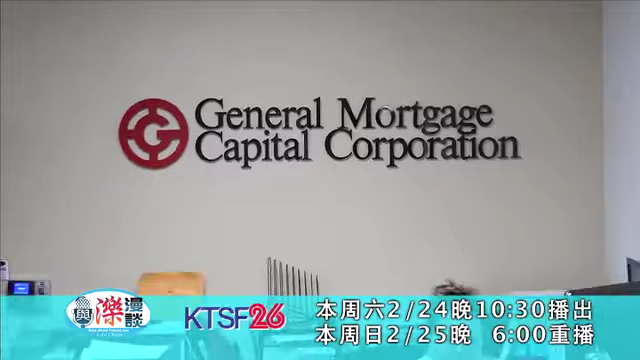 General Mortgage
Capital Corporation
與濼漫談
KTSF26
本周六2/24晚10:30播出
本周日2/25晚 6:00重播